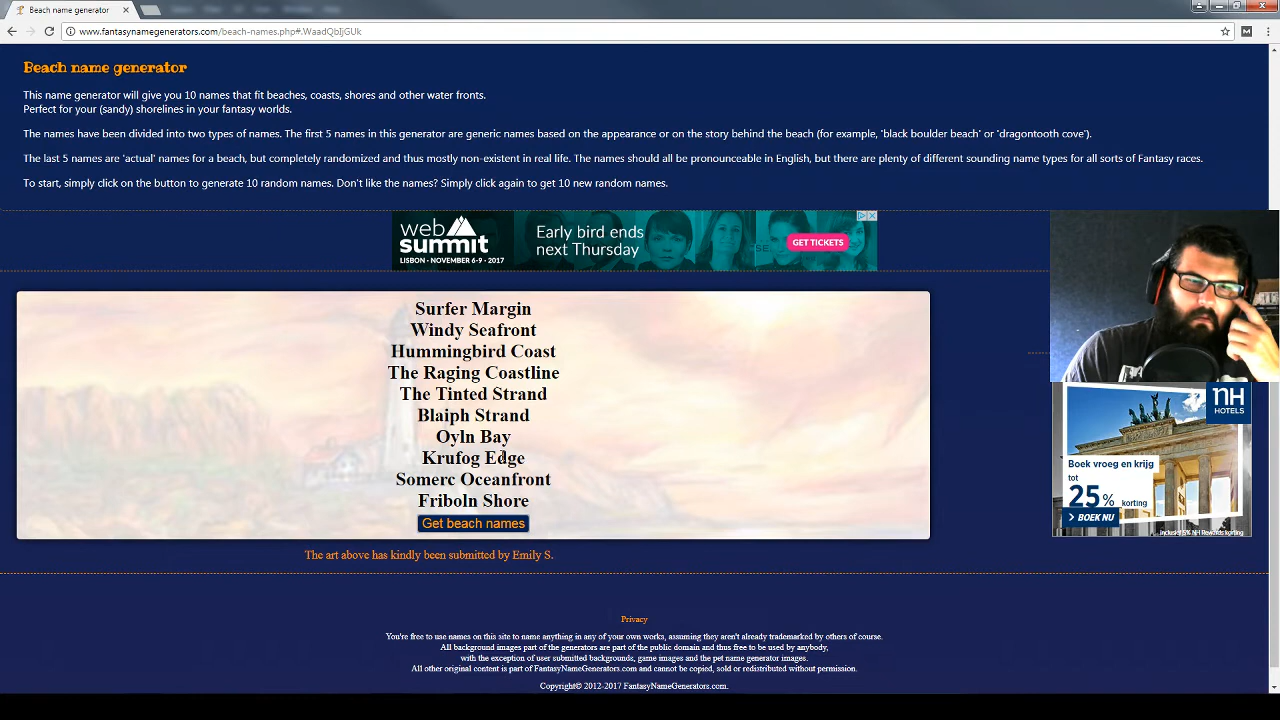 Beach name generator
www.fantasynamegenerators.com/beach-names.php#.WaadQbIjGUk
Beach name generator
This name generator will give you 10 names that fit beaches, coasts, shores and other water fronts.
Perfect for your (sandy) shorelines in your fantasy worlds.
The names have been divided into two types of names. The first 5 names in this generator are generic names based on the appearance or on the story behind the beach (for example, 'black boulder beach' or 'dragontooth cove').
The last 5 names are 'actual' names for a beach, but completely randomized and thus mostly non-existent in real life. The names should all be pronounceable in English, but there are plenty of different sounding name types for all sorts of Fantasy races.
To start, simply click on the button to generate 10 random names. Don't like the names? Simply click again to get 10 new random names.
web
summit
LISBON • NOVEMBER 6-9 • 2017
Early bird ends
next Thursday
GET TICKETS
Surfer Margin
Windy Seafront
Hummingbird Coast
The Raging Coastline
The Tinted Strand
Blaiph Strand
Oyln Bay
Krufog Edge
Somerc Oceanfront
Friboln Shore
Get beach names
The art above has kindly been submitted by Emily S.
NH
HOTELS
Boek vroeg en krijg
tot
25% korting
> BOEK NU
Inclusief 5% NH Rewards korting
Privacy
You're free to use names on this site to name anything in any of your own works, assuming they aren't already trademarked by others of course.
All background images part of the generators are part of the public domain and thus free to be used by anybody,
with the exception of user submitted backgrounds, game images and the pet name generator images.
All other original content is part of FantasyNameGenerators.com and cannot be copied, sold or redistributed without permission.
Copyright© 2012-2017 FantasyNameGenerators.com.